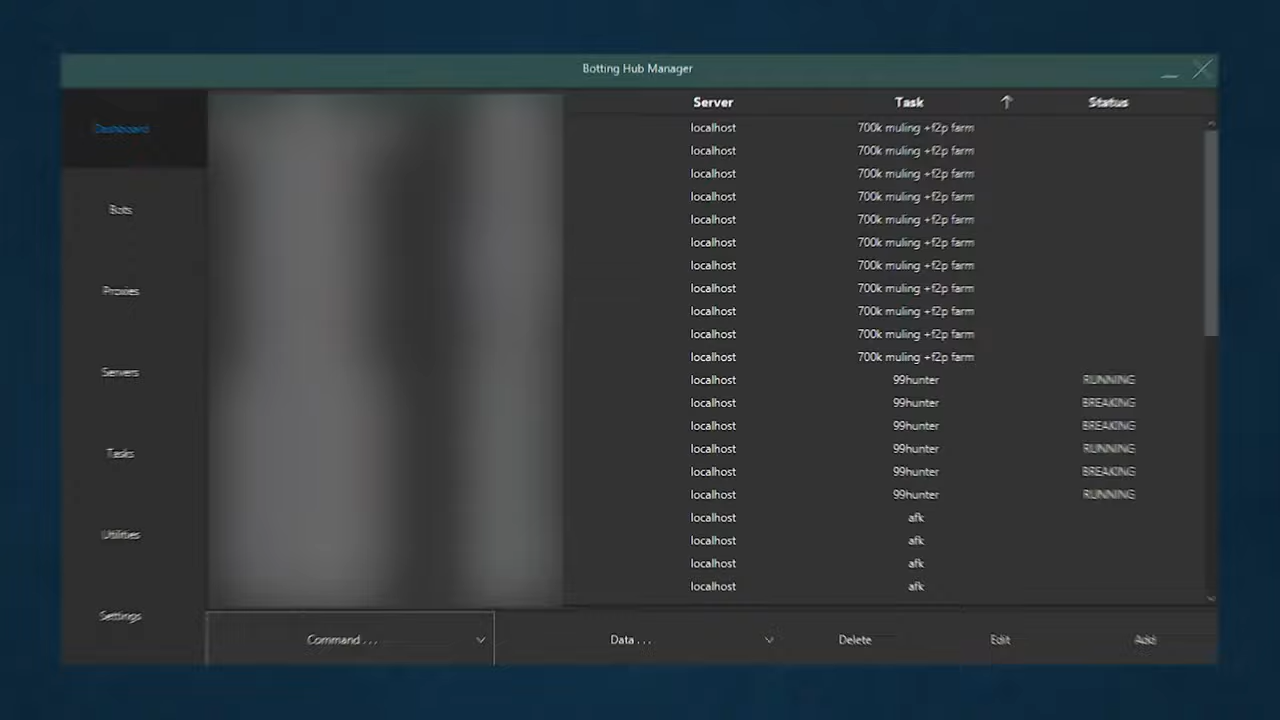 Botting Hub Manager
Dashboard
Bots
Proxies
Servers
Tasks
Utilities
Settings
Server Task Status
localhost 700k muling +f2p farm
localhost 700k muling +f2p farm
localhost 700k muling +f2p farm
localhost 700k muling +f2p farm
localhost 700k muling +f2p farm
localhost 700k muling +f2p farm
localhost 700k muling +f2p farm
localhost 700k muling +f2p farm
localhost 700k muling +f2p farm
localhost 700k muling +f2p farm
localhost 700k muling +f2p farm
localhost 99hunter RUNNING
localhost 99hunter BREAKING
localhost 99hunter BREAKING
localhost 99hunter RUNNING
localhost 99hunter BREAKING
localhost 99hunter RUNNING
localhost afk
localhost afk
localhost afk
localhost afk
Command . . . Data . . . Delete Edit Add